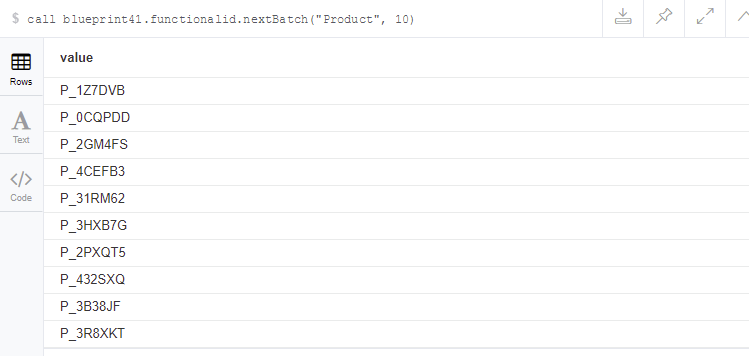 $ call blueprint41.functionalid.nextBatch("Product", 10)
Rows
Text
Code
value
P_1Z7DVB
P_0CQPDD
P_2GM4FS
P_4CEFB3
P_31RM62
P_3HXB7G
P_2PXQT5
P_432SXQ
P_3B38JF
P_3R8XKT